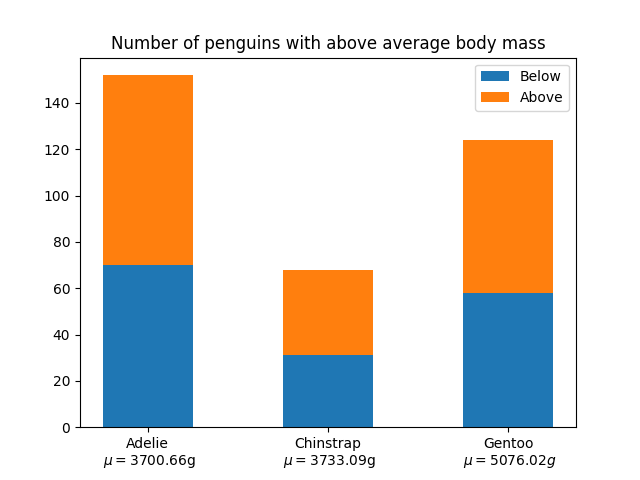 Number of penguins with above average body mass
Below
Above
140
120
100
80
60
40
20
0
Adelie
μ = 3700.66g
Chinstrap
μ = 3733.09g
Gentoo
μ = 5076.02g